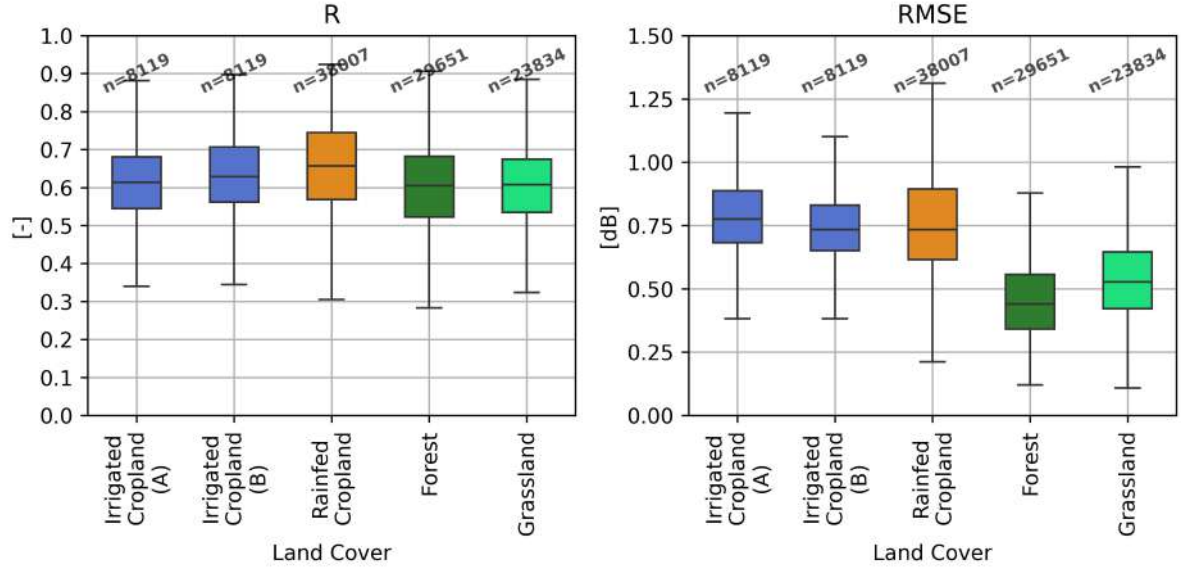 R
[-]
1.0
0.9
0.8
0.7
0.6
0.5
0.4
0.3
0.2
0.1
0.0
n=8119
n=8119
n=38007
n=29651
n=23834
Irrigated
Cropland
(A)
Irrigated
Cropland
(B)
Rainfed
Cropland
Forest
Grassland
Land Cover
RMSE
[dB]
1.50
1.25
1.00
0.75
0.50
0.25
0.00
n=8119
n=8119
n=38007
n=29651
n=23834
Irrigated
Cropland
(A)
Irrigated
Cropland
(B)
Rainfed
Cropland
Forest
Grassland
Land Cover